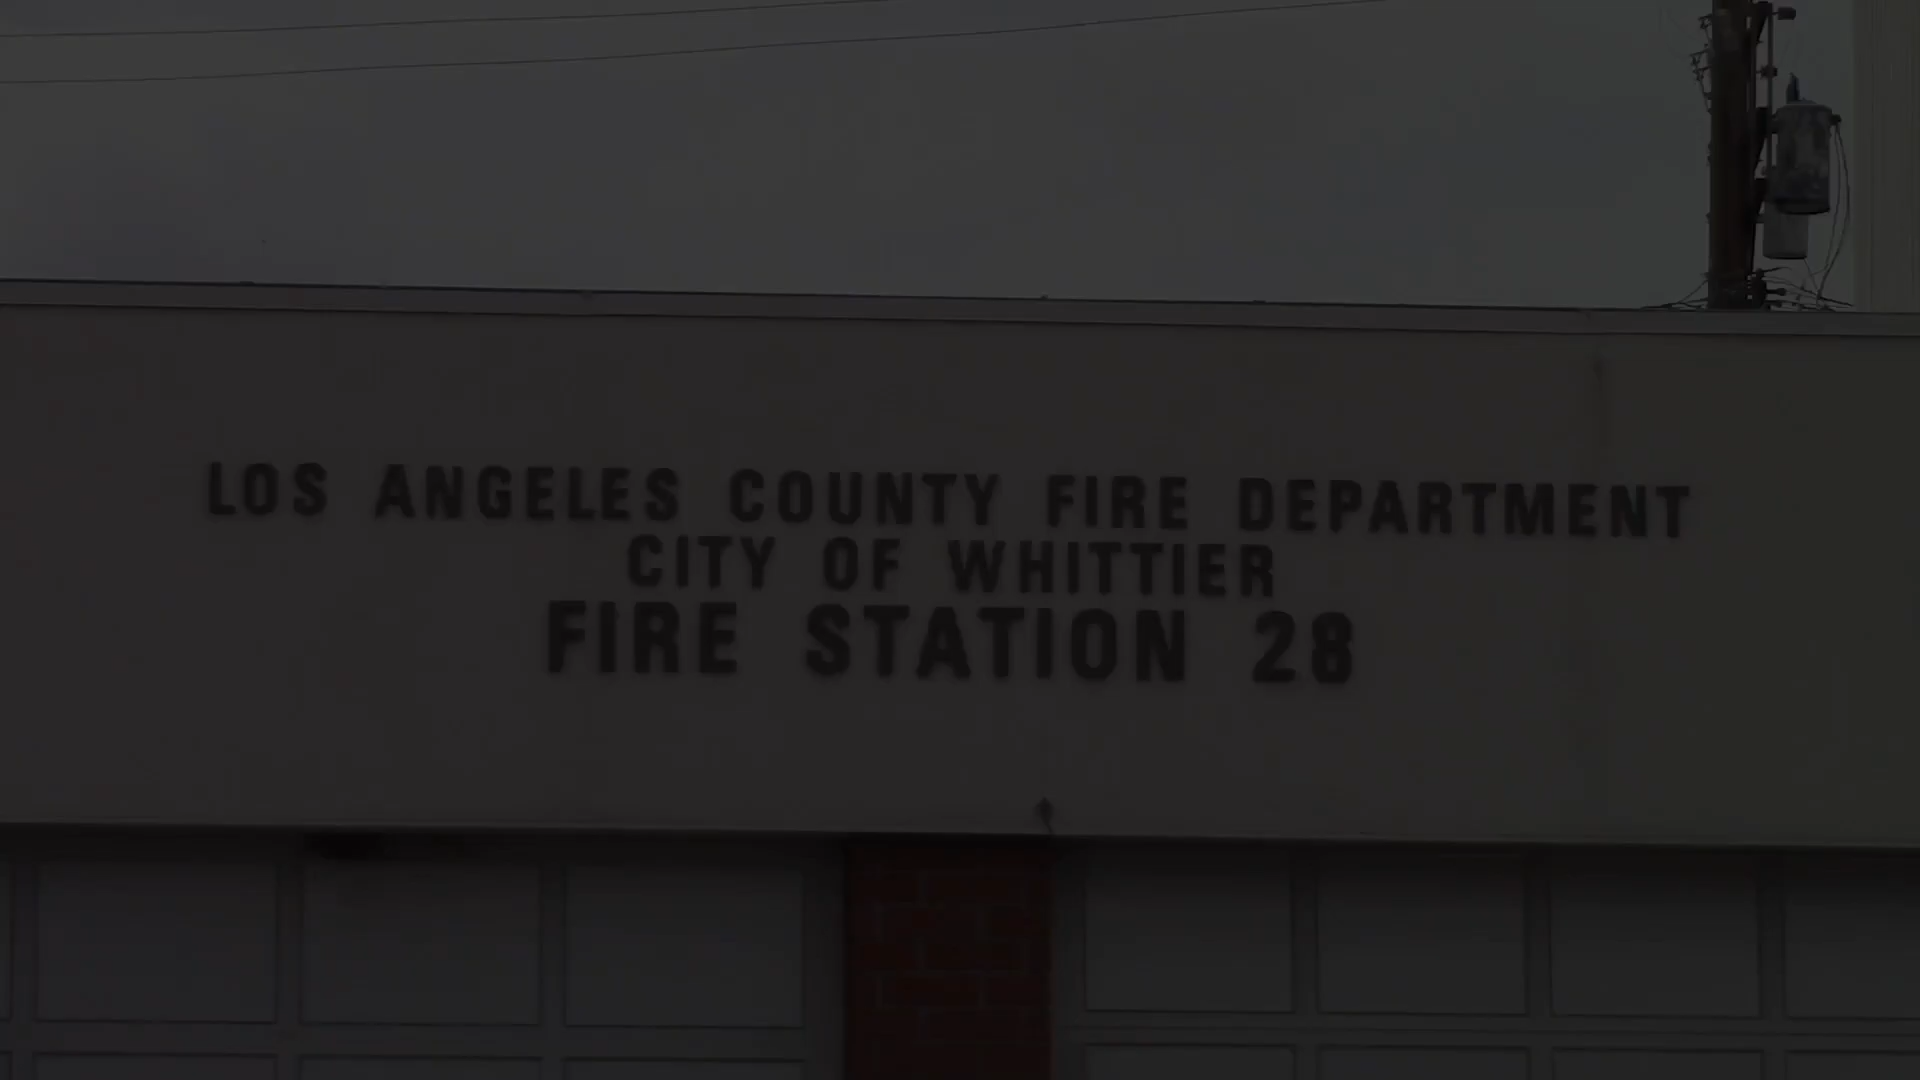 LOS ANGELES COUNTY FIRE DEPARTMENT
CITY OF WHITTIER
FIRE STATION 28